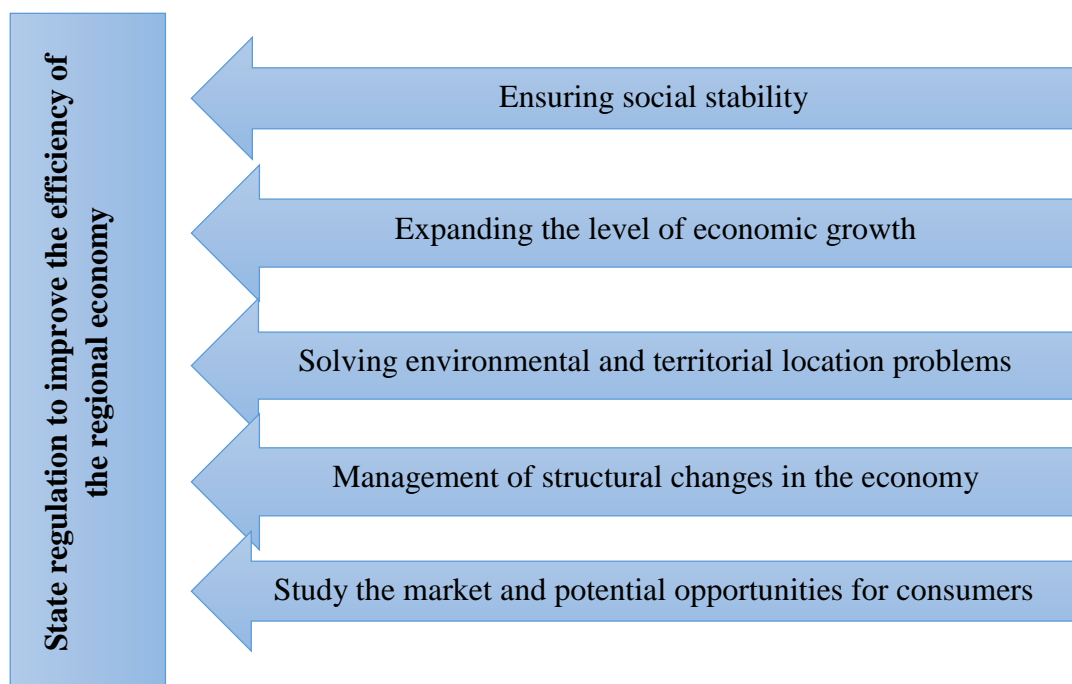 State regulation to improve the efficiency of
the regional economy
Ensuring social stability
Expanding the level of economic growth
Solving environmental and territorial location problems
Management of structural changes in the economy
Study the market and potential opportunities for consumers